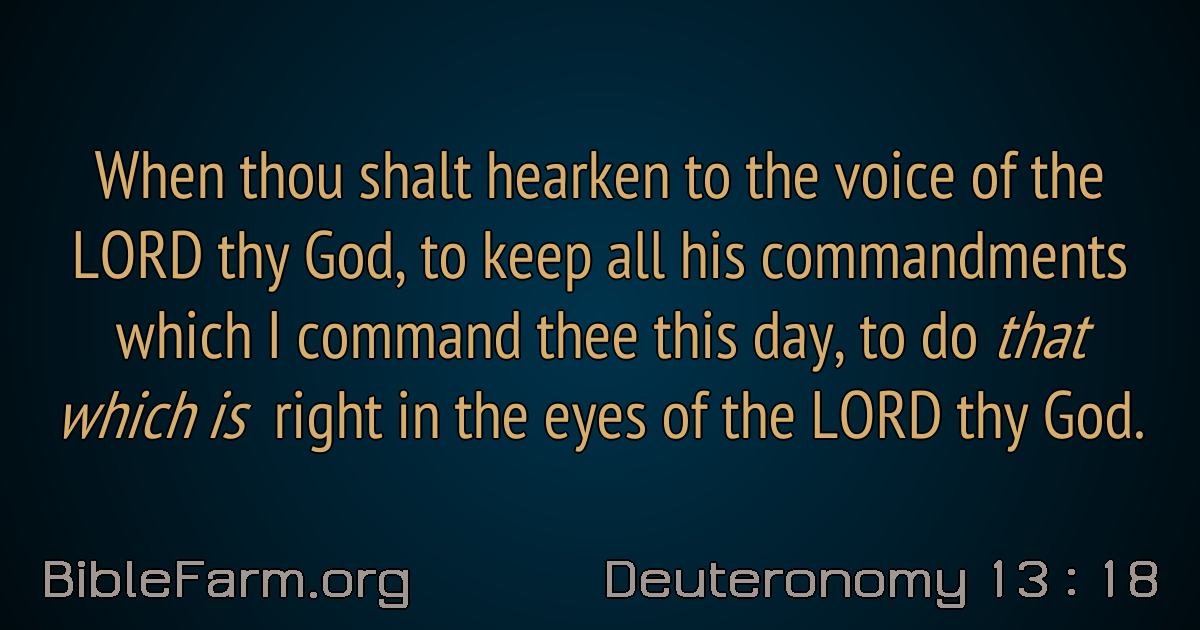 When thou shalt hearken to the voice of the
LORD thy God, to keep all his commandments
which I command thee this day, to do that
which is right in the eyes of the LORD thy God.
BibleFarm.org
Deuteronomy 13 : 18